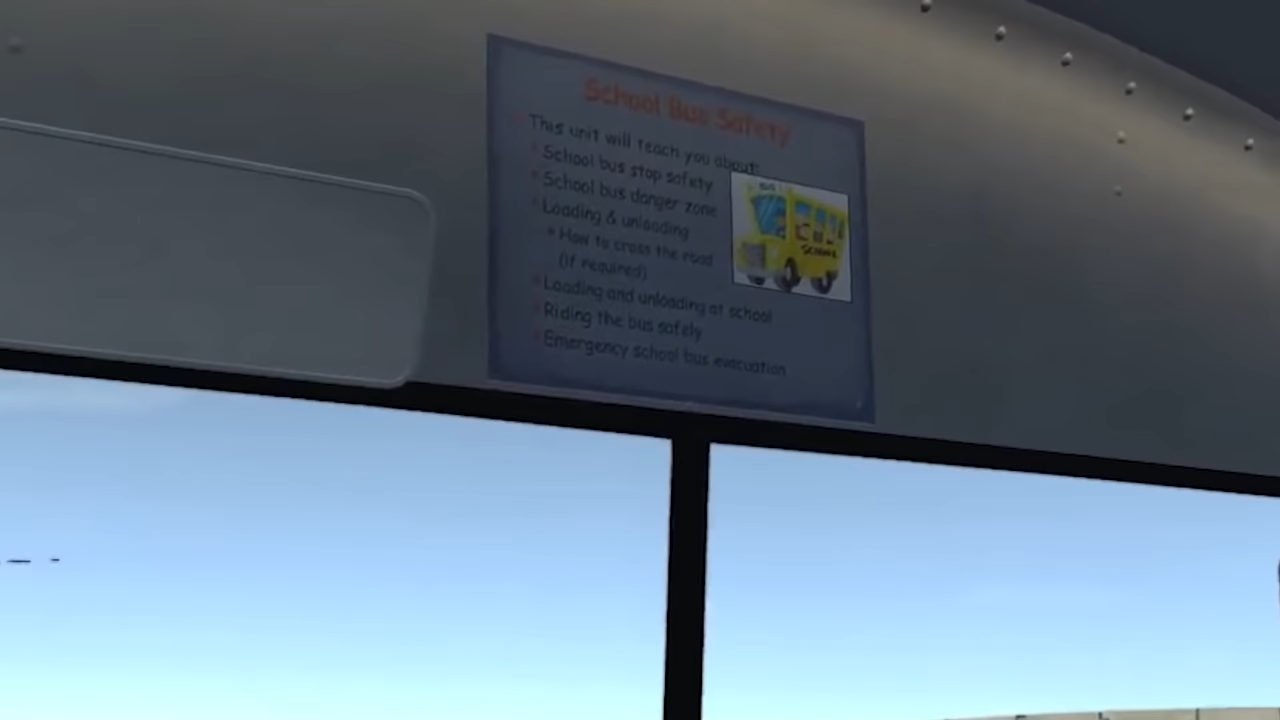 School Bus Safety
This unit will teach you about:
School bus stop safety
School bus danger zone
Loading & unloading
How to cross the road
(if required)
Loading and unloading at school
Riding the bus safely
Emergency school bus evacuation
SCHOOL